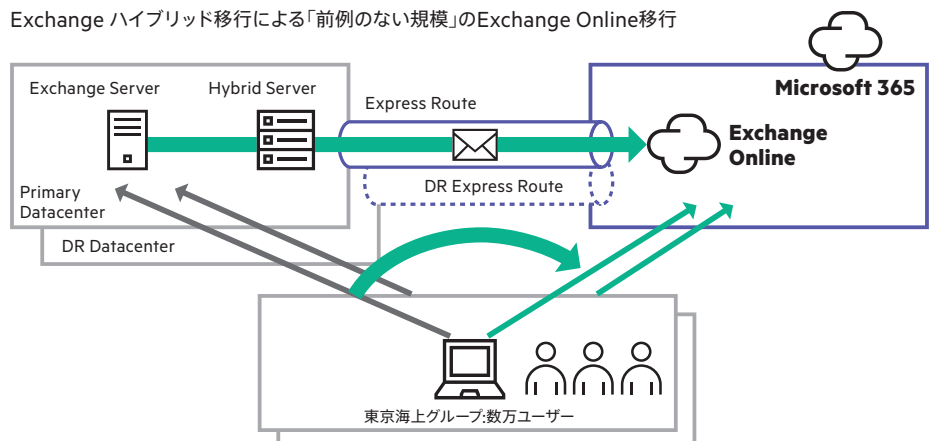 Exchange ハイブリッド移行による「前例のない規模」のExchange Online移行
Microsoft 365
Exchange Server
Hybrid Server
Express Route
Exchange
Online
DR Express Route
Primary
Datacenter
DR Datacenter
東京海上グループ:数万ユーザー